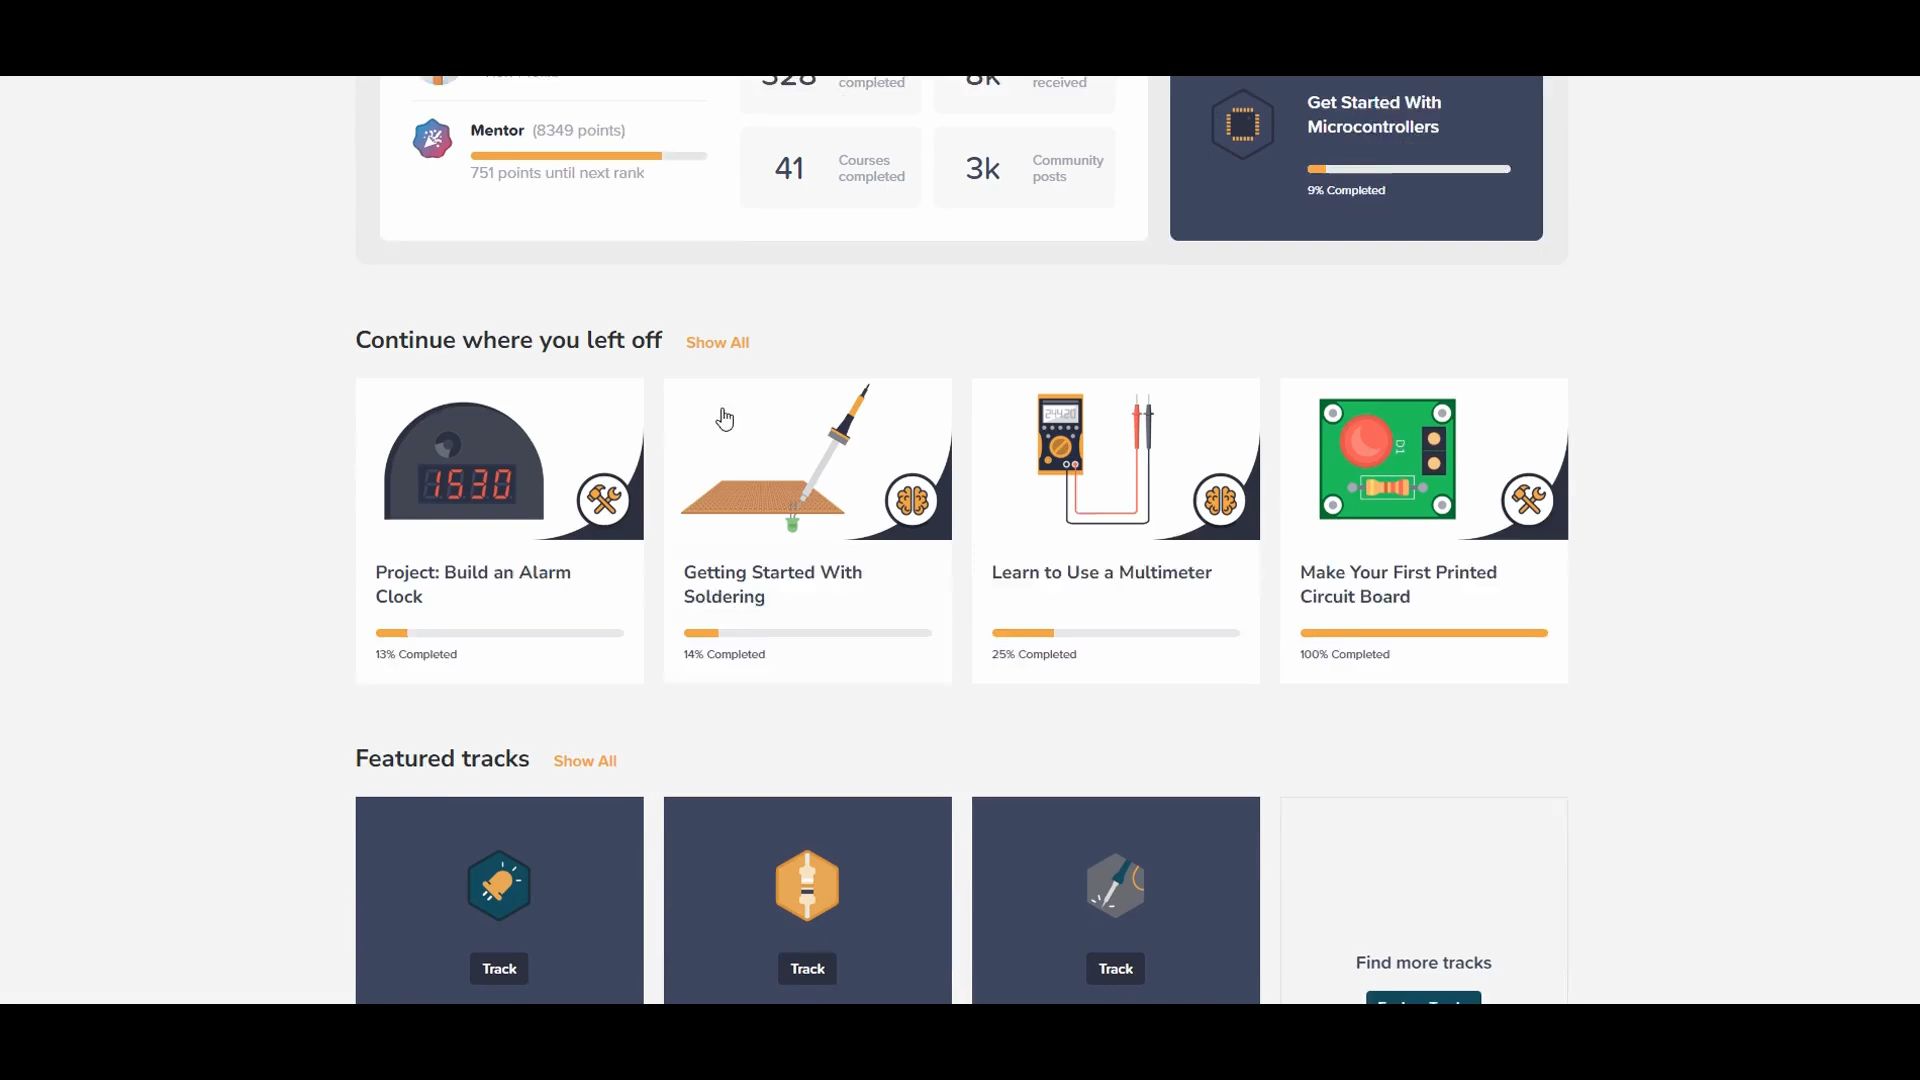 completed
received
Get Started With
Microcontrollers
Mentor (8349 points)
751 points until next rank
41
Courses
completed
3k
Community
posts
9% Completed
Continue where you left off
Show All
1530
24420
D1
Project: Build an Alarm
Clock
13% Completed
Getting Started With
Soldering
14% Completed
Learn to Use a Multimeter
25% Completed
Make Your First Printed
Circuit Board
100% Completed
Featured tracks
Show All
Track
Track
Track
Find more tracks